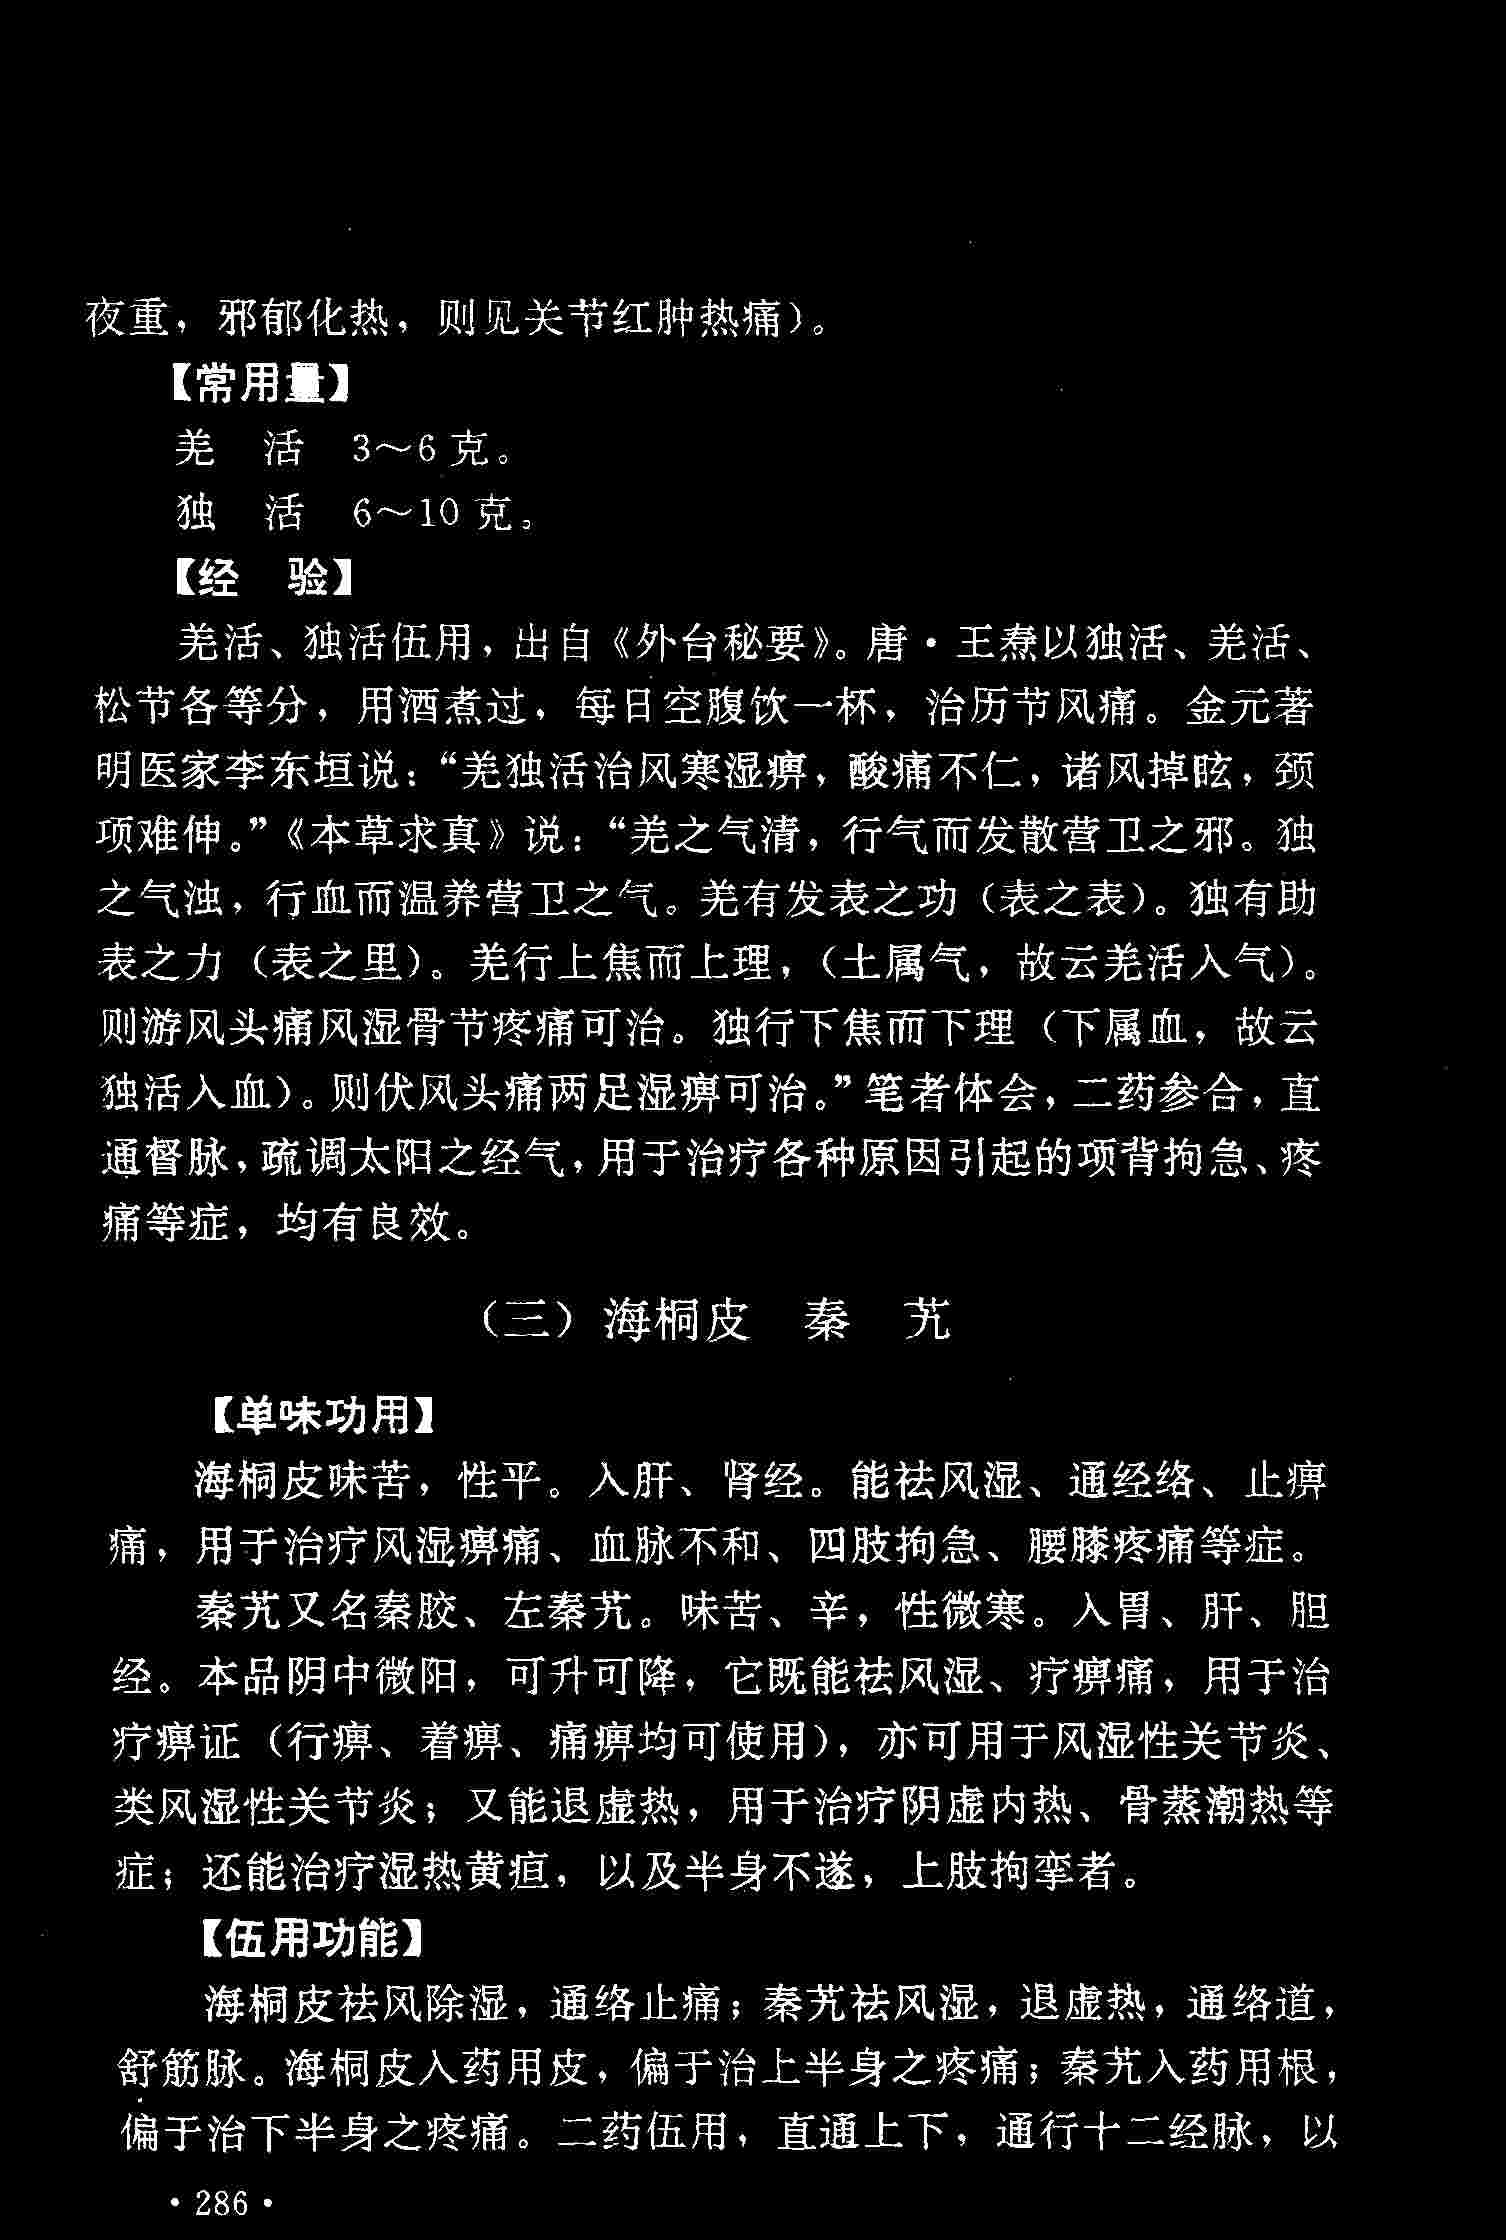 夜重，邪郁化热，则见关节红肿热痛）。
【常用量】
羌　活　3～6克。
独　活　6～10克。
【经　验】
羌活、独活伍用，出自《外台秘要》。唐·王焘以独活、羌活、
松节各等分，用酒煮过，每日空腹饮一杯，治历节风痛。金元著
明医家李东垣说：“羌独活治风寒湿痹，酸痛不仁，诸风掉眩，颈
项难伸。”《本草求真》说：“羌之气清，行气而发散营卫之邪。独
之气浊，行血而温养营卫之气。羌有发表之功（表之表）。独有助
表之力（表之里）。羌行上焦而上理，（土属气，故云羌活入气）。
则游风头痛风湿骨节疼痛可治。独行下焦而下理（下属血，故云
独活入血）。则伏风头痛两足湿痹可治。”笔者体会，二药参合，直
通督脉，疏调太阳之经气，用于治疗各种原因引起的项背拘急、疼
痛等症，均有良效。
（三）海桐皮　秦　艽
【单味功用】
海桐皮味苦，性平。入肝、肾经。能祛风湿、通经络、止痹
痛，用于治疗风湿痹痛、血脉不和、四肢拘急、腰膝疼痛等症。
秦艽又名秦胶、左秦艽。味苦、辛，性微寒。入胃、肝、胆
经。本品阴中微阳，可升可降，它既能祛风湿、疗痹痛，用于治
疗痹证（行痹、着痹、痛痹均可使用），亦可用于风湿性关节炎、
类风湿性关节炎；又能退虚热，用于治疗阴虚内热、骨蒸潮热等
症；还能治疗湿热黄疸，以及半身不遂，上肢拘挛者。
【伍用功能】
海桐皮祛风除湿，通络止痛；秦艽祛风湿，退虚热，通络道，
舒筋脉。海桐皮入药用皮，偏于治上半身之疼痛；秦艽入药用根，
偏于治下半身之疼痛。二药伍用，直通上下，通行十二经脉，以
·286·